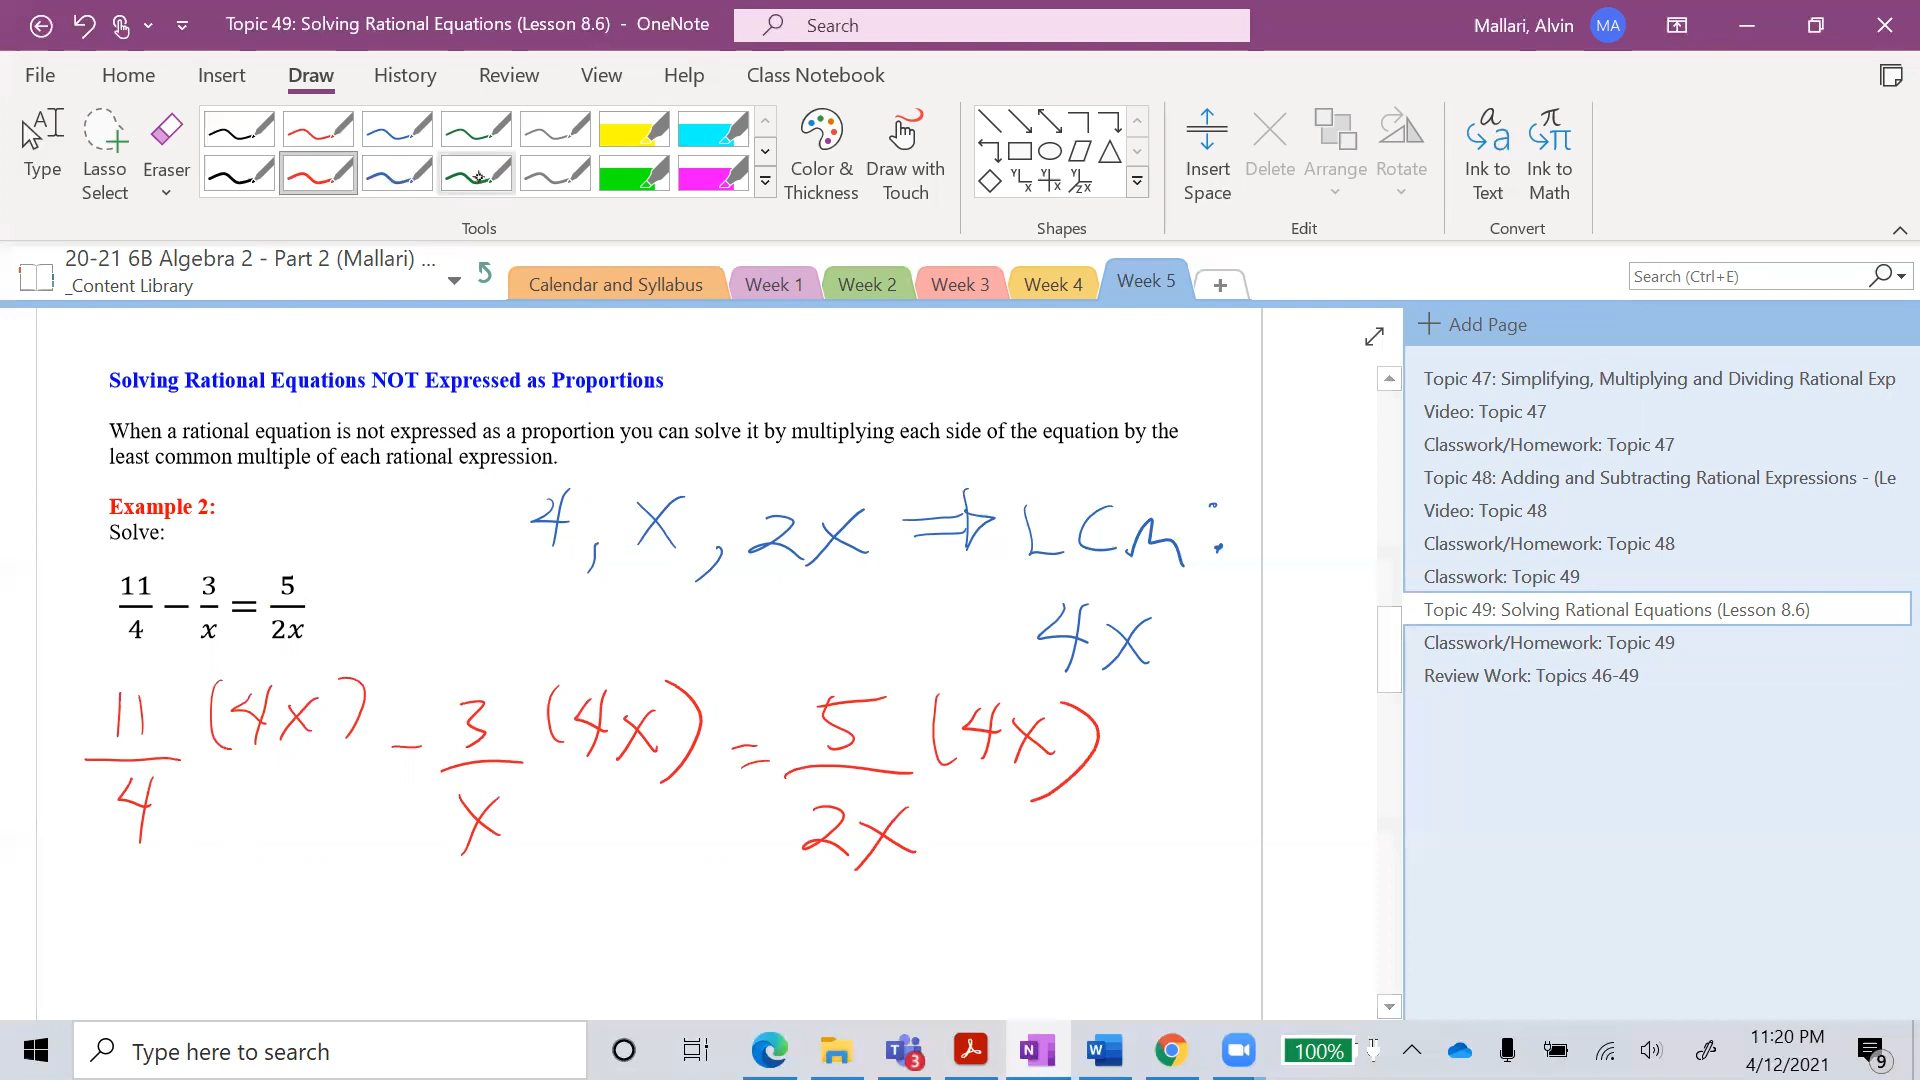 Topic 49: Solving Rational Equations (Lesson 8.6) - OneNote
Search
Mallari, Alvin
MA
File Home Insert Draw History Review View Help Class Notebook
Type
Lasso Select
Eraser
Color & Thickness
Draw with Touch
Insert Space
Delete
Arrange
Rotate
Ink to Text
Ink to Math
Tools
Shapes
Edit
Convert
20-21 6B Algebra 2 - Part 2 (Mallari) ...
_Content Library
Calendar and Syllabus
Week 1
Week 2
Week 3
Week 4
Week 5
Search (Ctrl+E)
Solving Rational Equations NOT Expressed as Proportions
When a rational equation is not expressed as a proportion you can solve it by multiplying each side of the equation by the
least common multiple of each rational expression.
Example 2:
Solve:
11/4 − 3/x = 5/2x
4, x, 2x ⇒ LCM:
4x
11/4 (4x) - 3/x (4x) = 5/2x (4x)
Add Page
Topic 47: Simplifying, Multiplying and Dividing Rational Exp
Video: Topic 47
Classwork/Homework: Topic 47
Topic 48: Adding and Subtracting Rational Expressions - (Le
Video: Topic 48
Classwork/Homework: Topic 48
Classwork: Topic 49
Topic 49: Solving Rational Equations (Lesson 8.6)
Classwork/Homework: Topic 49
Review Work: Topics 46-49
Type here to search
3
100%
11:20 PM
4/12/2021
9